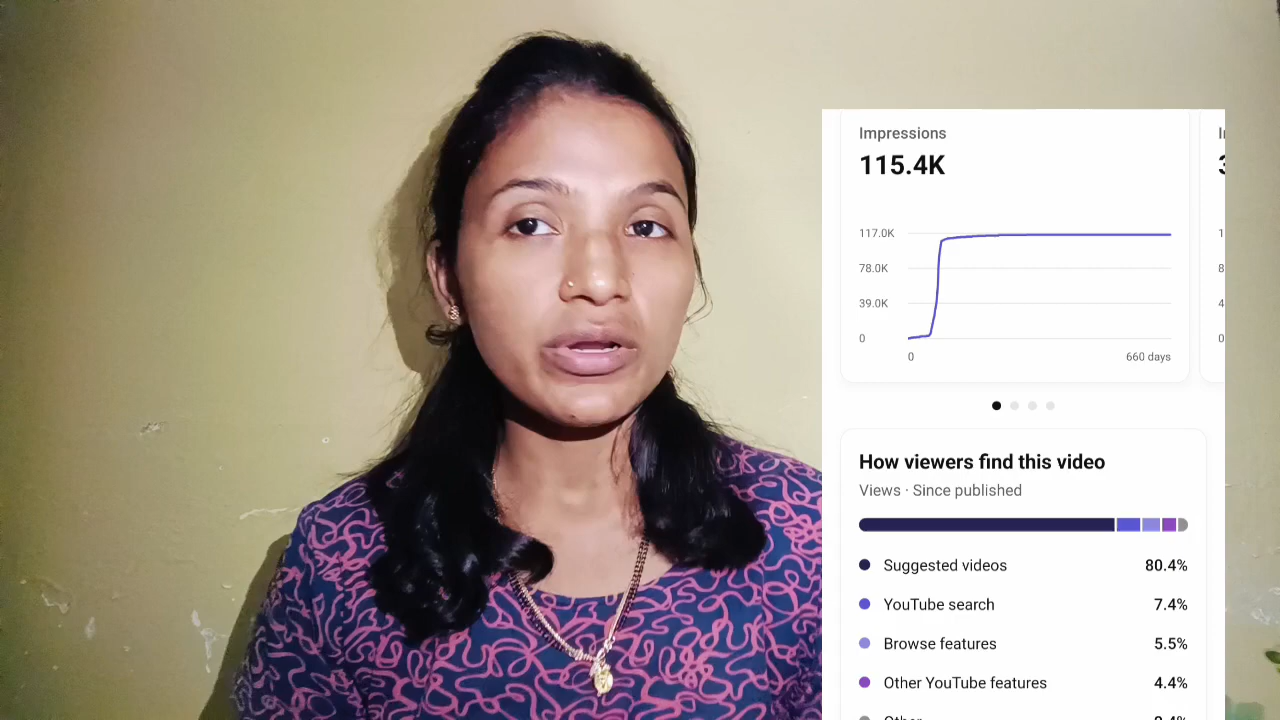 Impressions
115.4K
117.0K
78.0K
39.0K
0
0 660 days
How viewers find this video
Views · Since published
Suggested videos 80.4%
YouTube search 7.4%
Browse features 5.5%
Other YouTube features 4.4%